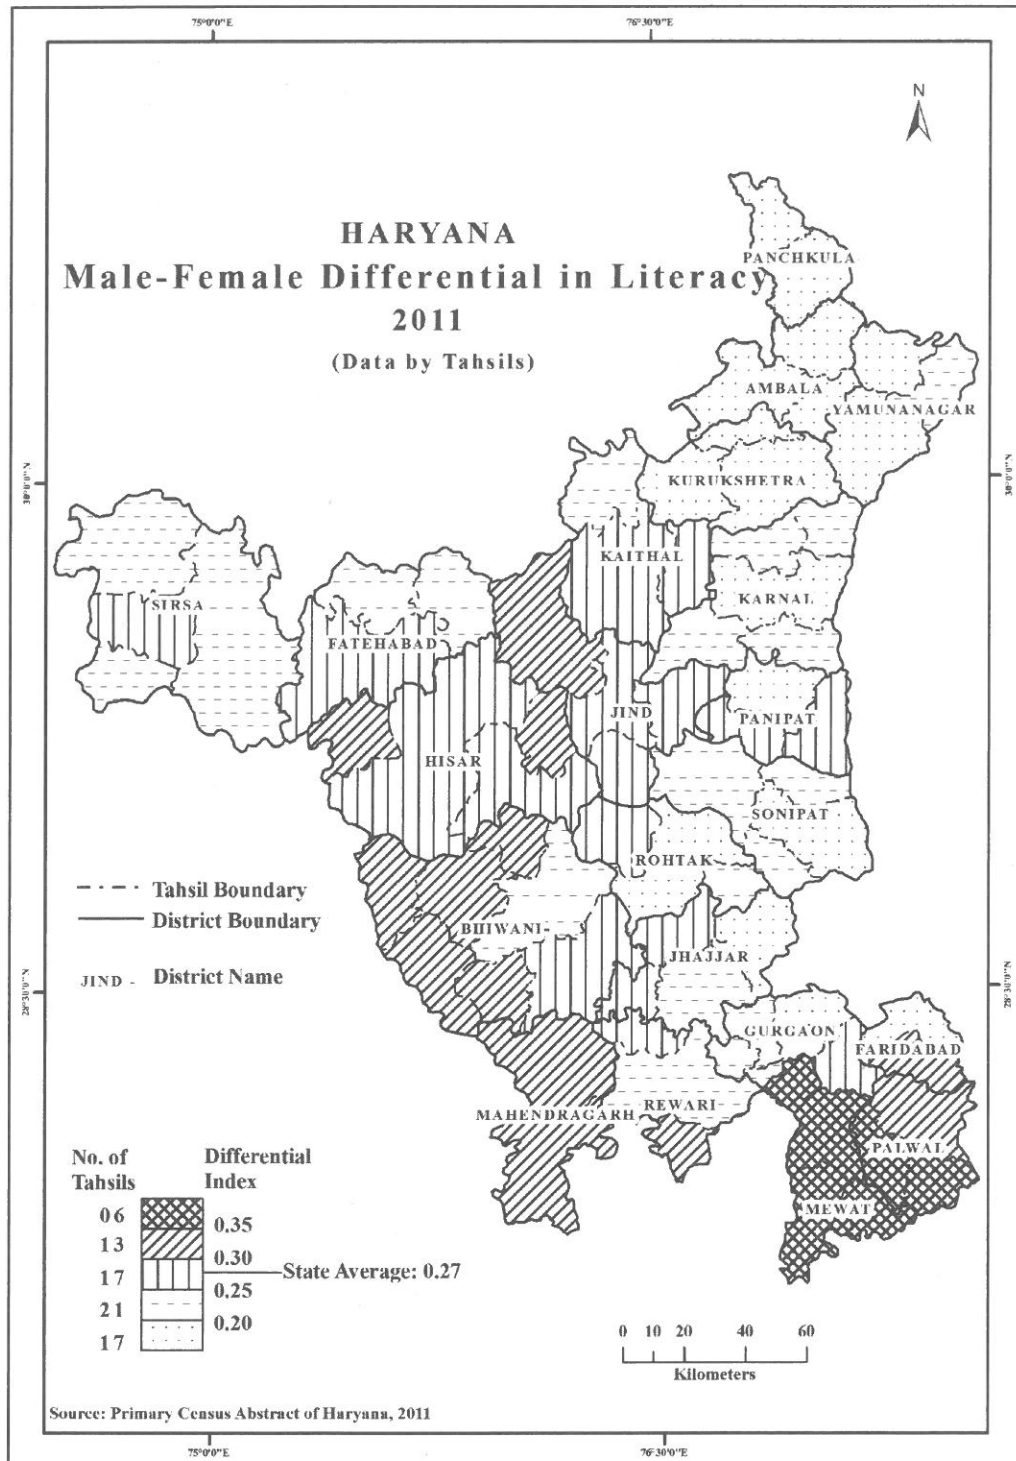 75°0'0"E 76°30'0"E
N
HARYANA
Male-Female Differential in Literacy
2011
(Data by Tahsils)
PANCHKULA
AMBALA
YAMUNANAGAR
30°0'0"N 30°0'0"N
KURUKSHETRA
KAITHAL
KARNAL
SIRSA
FATEHABAD
JIND
PANIPAT
HISAR
SONIPAT
ROHTAK
Tahsil Boundary
District Boundary
BHIWANI
JHAJJAR
JIND - District Name
28°30'0"N 28°30'0"N
GURGAON
FARIDABAD
REWARI
MAHENDRAGARH
PALWAL
MEWAT
No. of Tahsils
Differential Index
06
0.35
13
0.30
17
State Average: 0.27
0.25
21
0.20
17
0 10 20 40 60
Kilometers
Source: Primary Census Abstract of Haryana, 2011
75°0'0"E 76°30'0"E